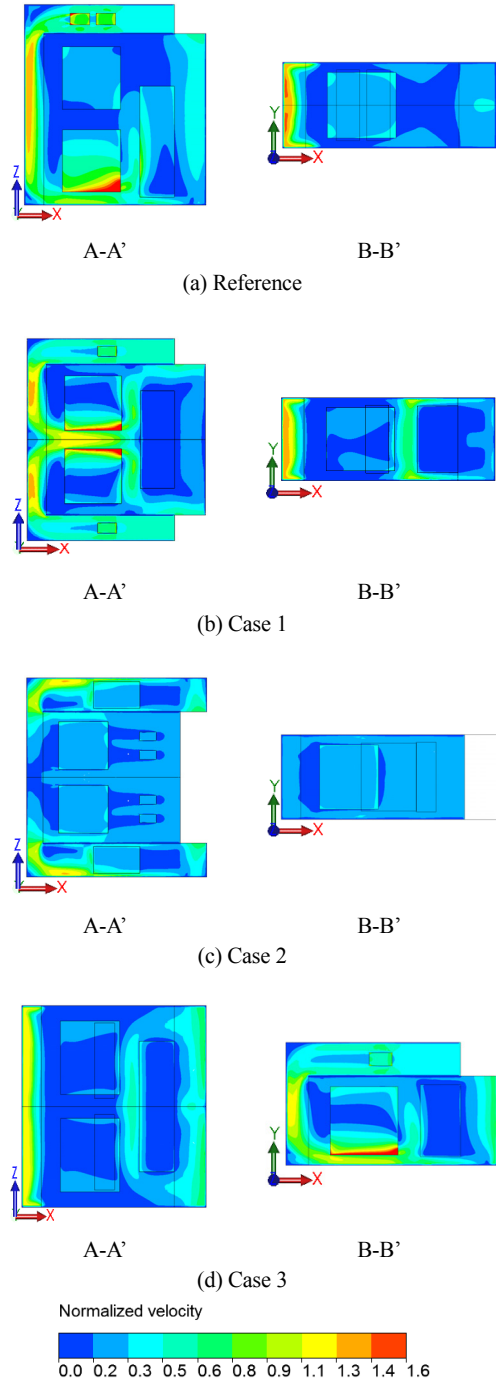 Z
X
Y
X
A-A’ B-B’
(a) Reference
Z
X
Y
X
A-A’ B-B’
(b) Case 1
Z
X
Y
X
A-A’ B-B’
(c) Case 2
Z
X
Y
X
A-A’ B-B’
(d) Case 3
Normalized velocity
0.0 0.2 0.3 0.5 0.6 0.8 0.9 1.1 1.3 1.4 1.6